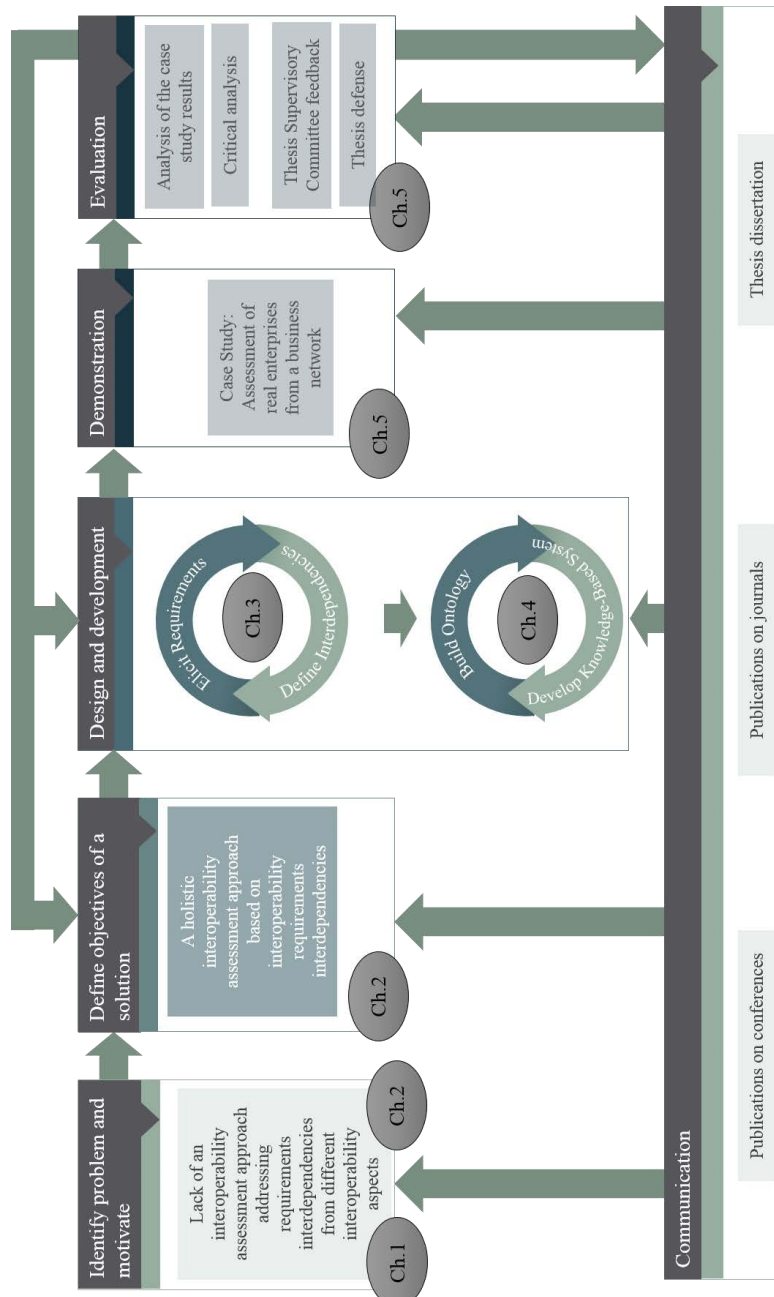 Identify problem and
motivate
Lack of an
interoperability
assessment approach
addressing
requirements
interdependencies
from different
interoperability
aspects
Ch.1
Ch.2
Define objectives of a
solution
A holistic
interoperability
assessment approach
based on
interoperability
requirements
interdependencies
Ch.2
Design and development
Elicit Requirements
Define Interdependencies
Ch.3
Build Ontology
Develop Knowledge-Based System
Ch.4
Demonstration
Case Study:
Assessment of
real enterprises
from a business
network
Ch.5
Evaluation
Analysis of the case
study results
Critical analysis
Thesis Supervisory
Committee feedback
Thesis defense
Ch.5
Communication
Publications on conferences
Publications on journals
Thesis dissertation